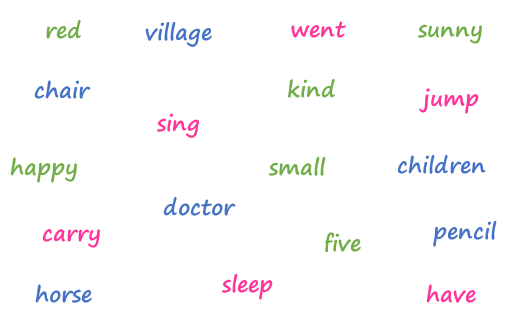 red village went sunny
chair kind jump
sing
happy small children
doctor
carry five pencil
horse sleep have